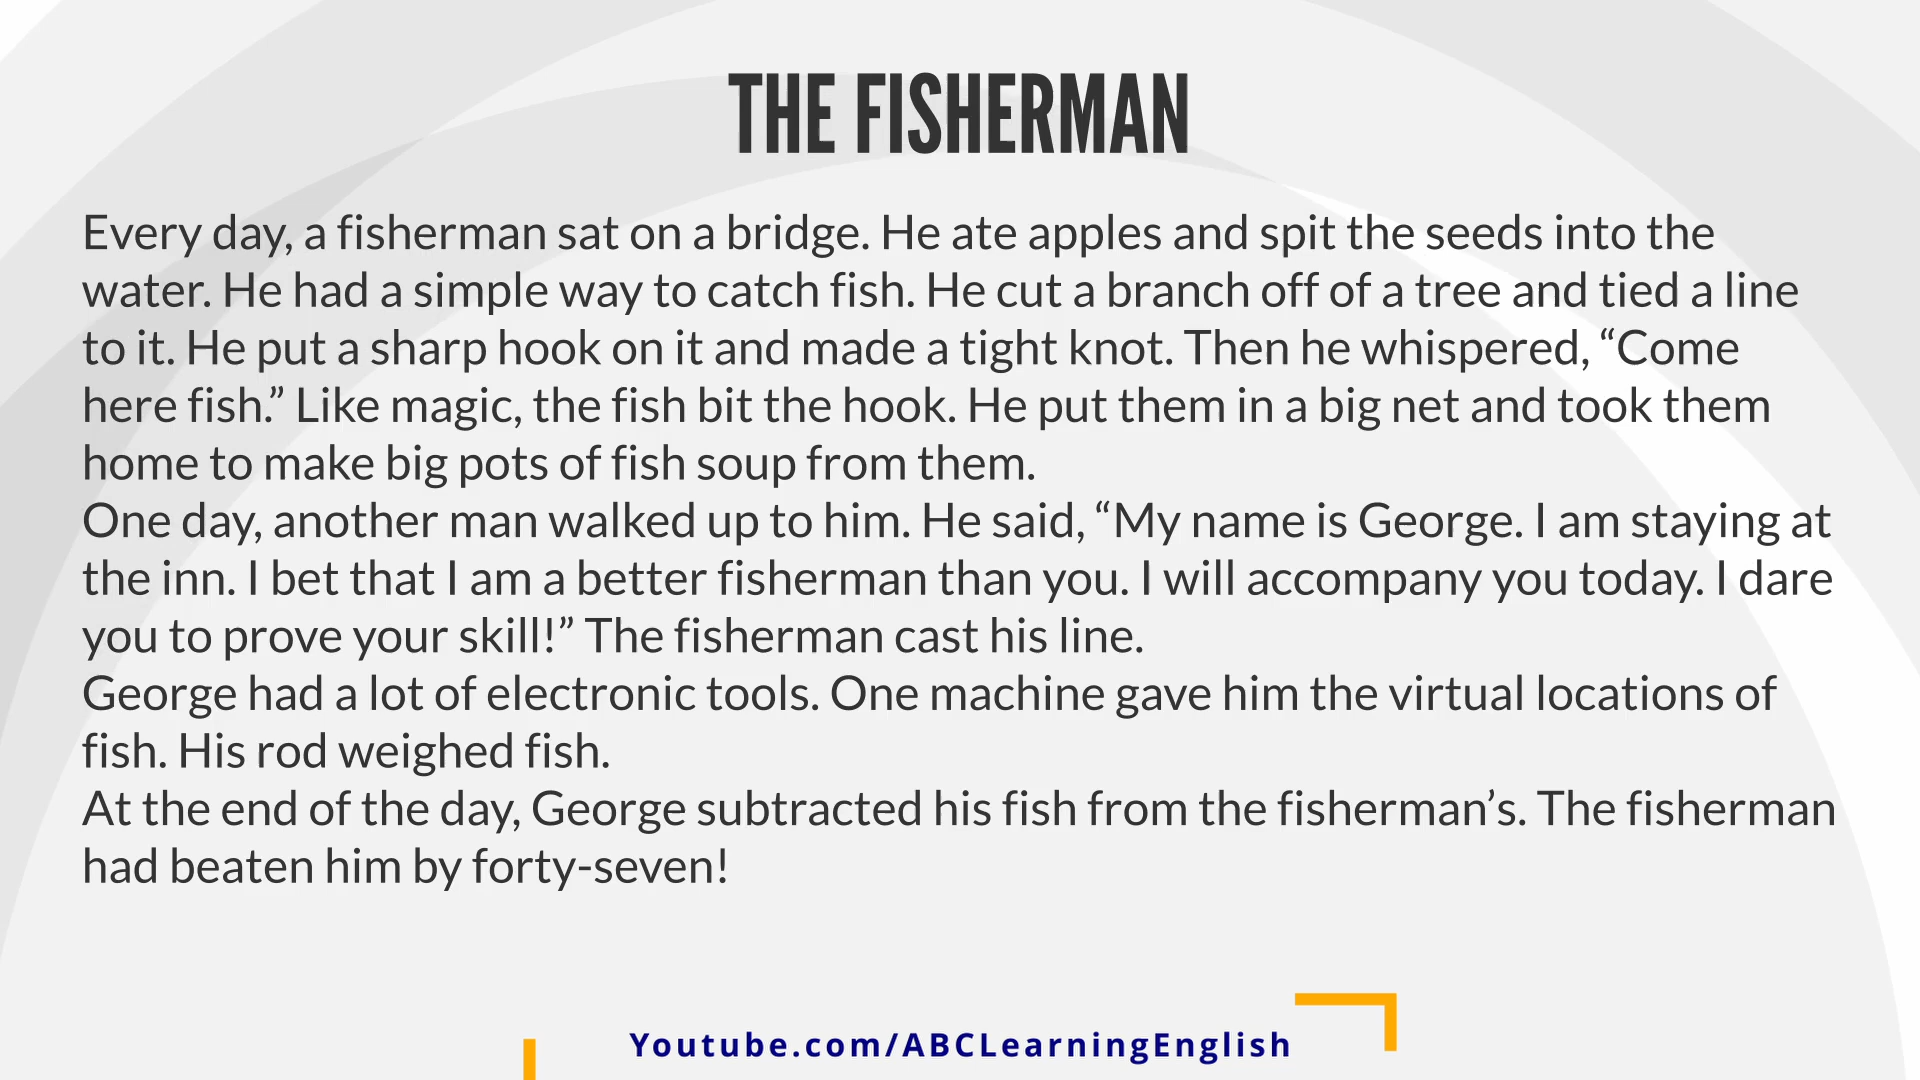 THE FISHERMAN
Every day, a fisherman sat on a bridge. He ate apples and spit the seeds into the
water. He had a simple way to catch fish. He cut a branch off of a tree and tied a line
to it. He put a sharp hook on it and made a tight knot. Then he whispered, “Come
here fish.” Like magic, the fish bit the hook. He put them in a big net and took them
home to make big pots of fish soup from them.
One day, another man walked up to him. He said, “My name is George. I am staying at
the inn. I bet that I am a better fisherman than you. I will accompany you today. I dare
you to prove your skill!” The fisherman cast his line.
George had a lot of electronic tools. One machine gave him the virtual locations of
fish. His rod weighed fish.
At the end of the day, George subtracted his fish from the fisherman’s. The fisherman
had beaten him by forty-seven!
Youtube.com/ABCLearningEnglish